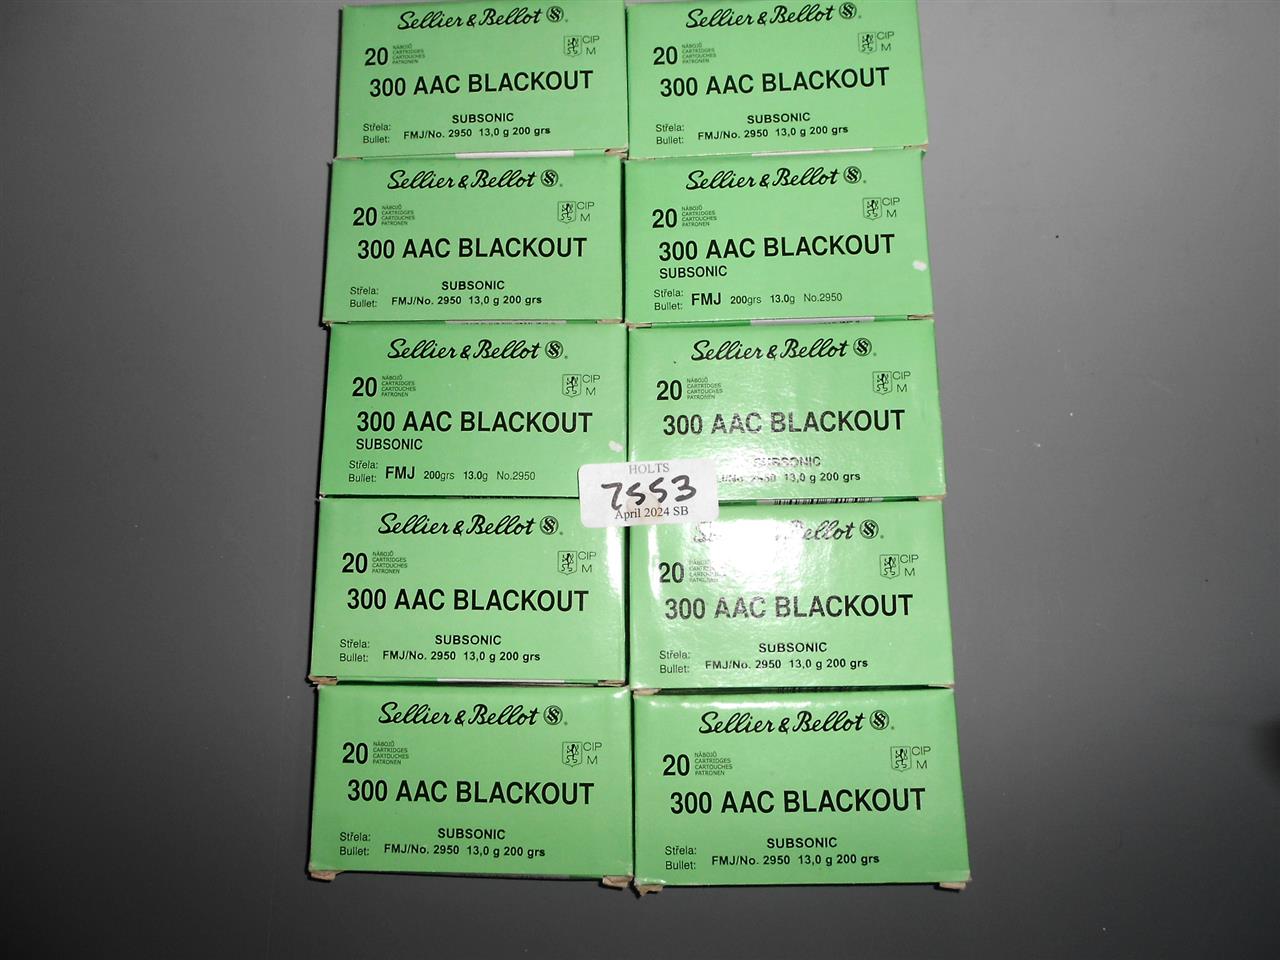 Sellier & Bellot
20 NÁBOJŮ
CARTRIDGES
CARTOUCHES
PATRONEN
CIP
M
300 AAC BLACKOUT
SUBSONIC
Střela:
Bullet: FMJ/No. 2950 13,0 g 200 grs
Sellier & Bellot
20 NÁBOJŮ
CARTRIDGES
CARTOUCHES
PATRONEN
CIP
M
300 AAC BLACKOUT
SUBSONIC
Střela:
Bullet: FMJ/No. 2950 13,0 g 200 grs
Sellier & Bellot
20 NÁBOJŮ
CARTRIDGES
CARTOUCHES
PATRONEN
CIP
M
300 AAC BLACKOUT
SUBSONIC
Střela:
Bullet: FMJ/No. 2950 13,0 g 200 grs
Sellier & Bellot
20 NÁBOJŮ
CARTRIDGES
CARTOUCHES
PATRONEN
CIP
M
300 AAC BLACKOUT
SUBSONIC
Střela:
Bullet: FMJ 200grs 13.0g No.2950
Sellier & Bellot
20 NÁBOJŮ
CARTRIDGES
CARTOUCHES
PATRONEN
CIP
M
300 AAC BLACKOUT
SUBSONIC
Střela:
Bullet: FMJ 200grs 13.0g No.2950
Sellier & Bellot
20 NÁBOJŮ
CARTRIDGES
CARTOUCHES
PATRONEN
CIP
M
300 AAC BLACKOUT
SUBSONIC
2950 13,0 g 200 grs
HOLTS
7553
April 2024 SB
Sellier & Bellot
20 NÁBOJŮ
CARTRIDGES
CARTOUCHES
PATRONEN
CIP
M
300 AAC BLACKOUT
SUBSONIC
Střela:
Bullet: FMJ/No. 2950 13,0 g 200 grs
Bellot
20
CIP
M
300 AAC BLACKOUT
SUBSONIC
Střela:
Bullet: FMJ/No. 2950 13,0 g 200 grs
Sellier & Bellot
20 NÁBOJŮ
CARTRIDGES
CARTOUCHES
PATRONEN
CIP
M
300 AAC BLACKOUT
SUBSONIC
Střela:
Bullet: FMJ/No. 2950 13,0 g 200 grs
Sellier & Bellot
20 NÁBOJŮ
CARTRIDGES
CARTOUCHES
PATRONEN
CIP
M
300 AAC BLACKOUT
SUBSONIC
Střela:
Bullet: FMJ/No. 2950 13,0 g 200 grs